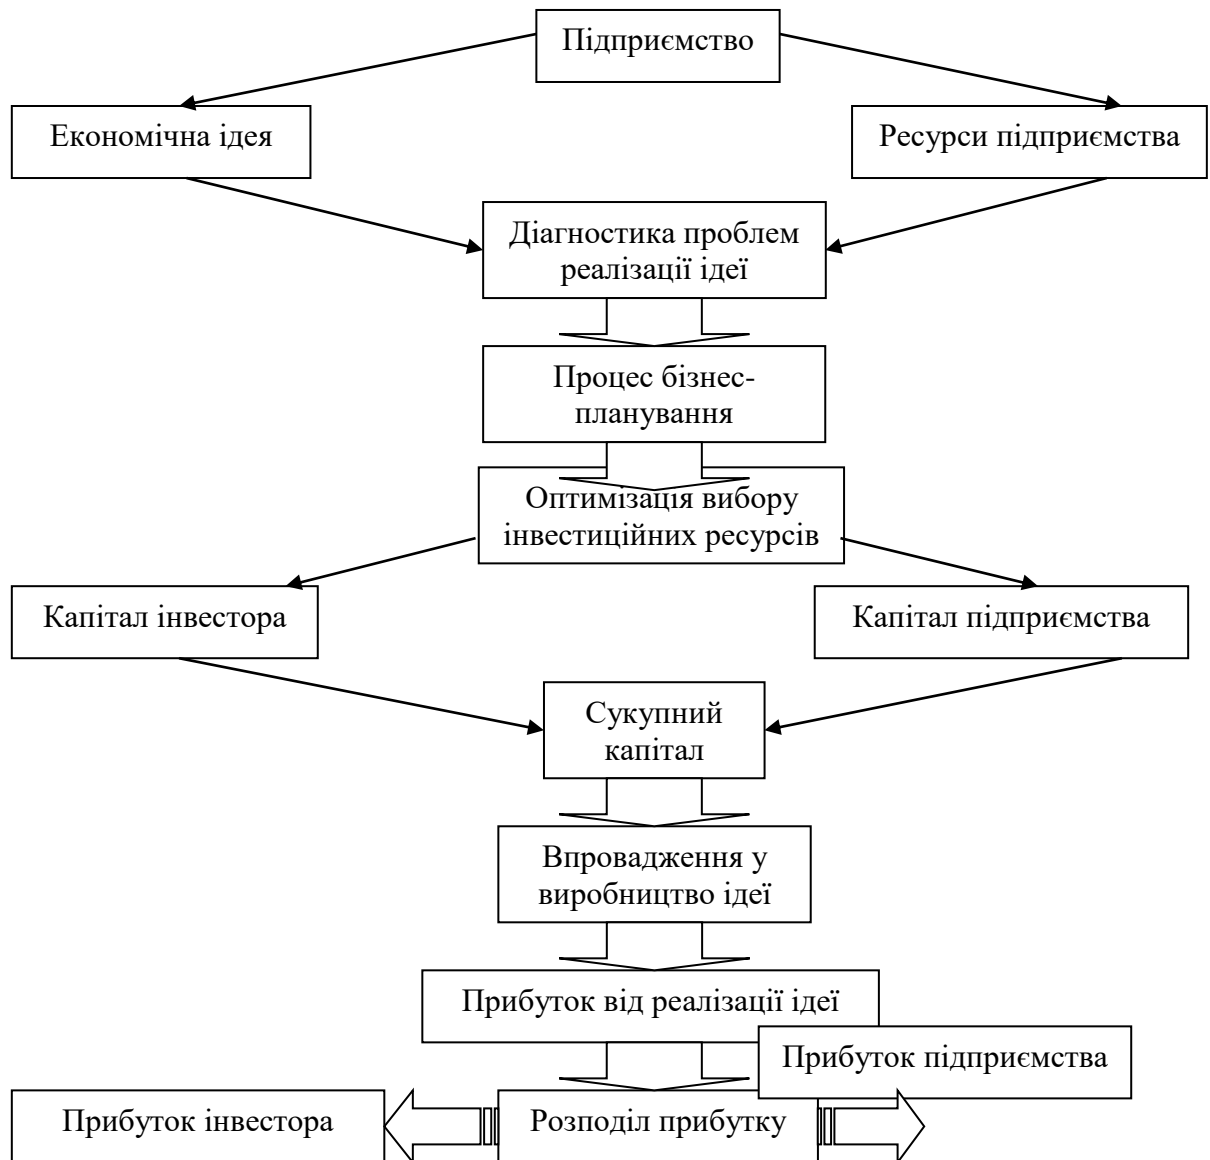 Підприємство
Економічна ідея
Ресурси підприємства
Діагностика проблем
реалізації ідеї
Процес бізнес-
планування
Оптимізація вибору
інвестиційних ресурсів
Капітал інвестора
Капітал підприємства
Сукупний
капітал
Впровадження у
виробництво ідеї
Прибуток від реалізації ідеї
Прибуток підприємства
Прибуток інвестора
Розподіл прибутку